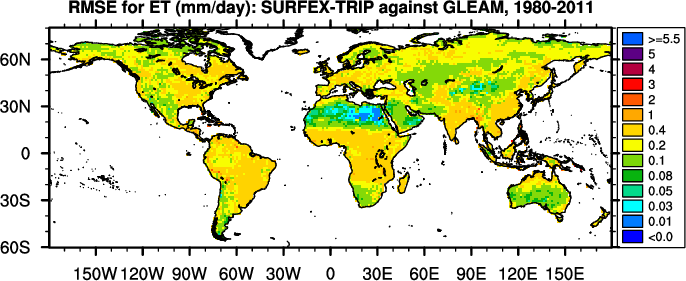 RMSE for ET (mm/day): SURFEX-TRIP against GLEAM, 1980-2011
60N
30N
0
30S
60S
150W 120W 90W 60W 30W 0 30E 60E 90E 120E 150E
>=5.5
5
4
3
2
1
0.4
0.2
0.1
0.08
0.05
0.03
0.01
<0.0